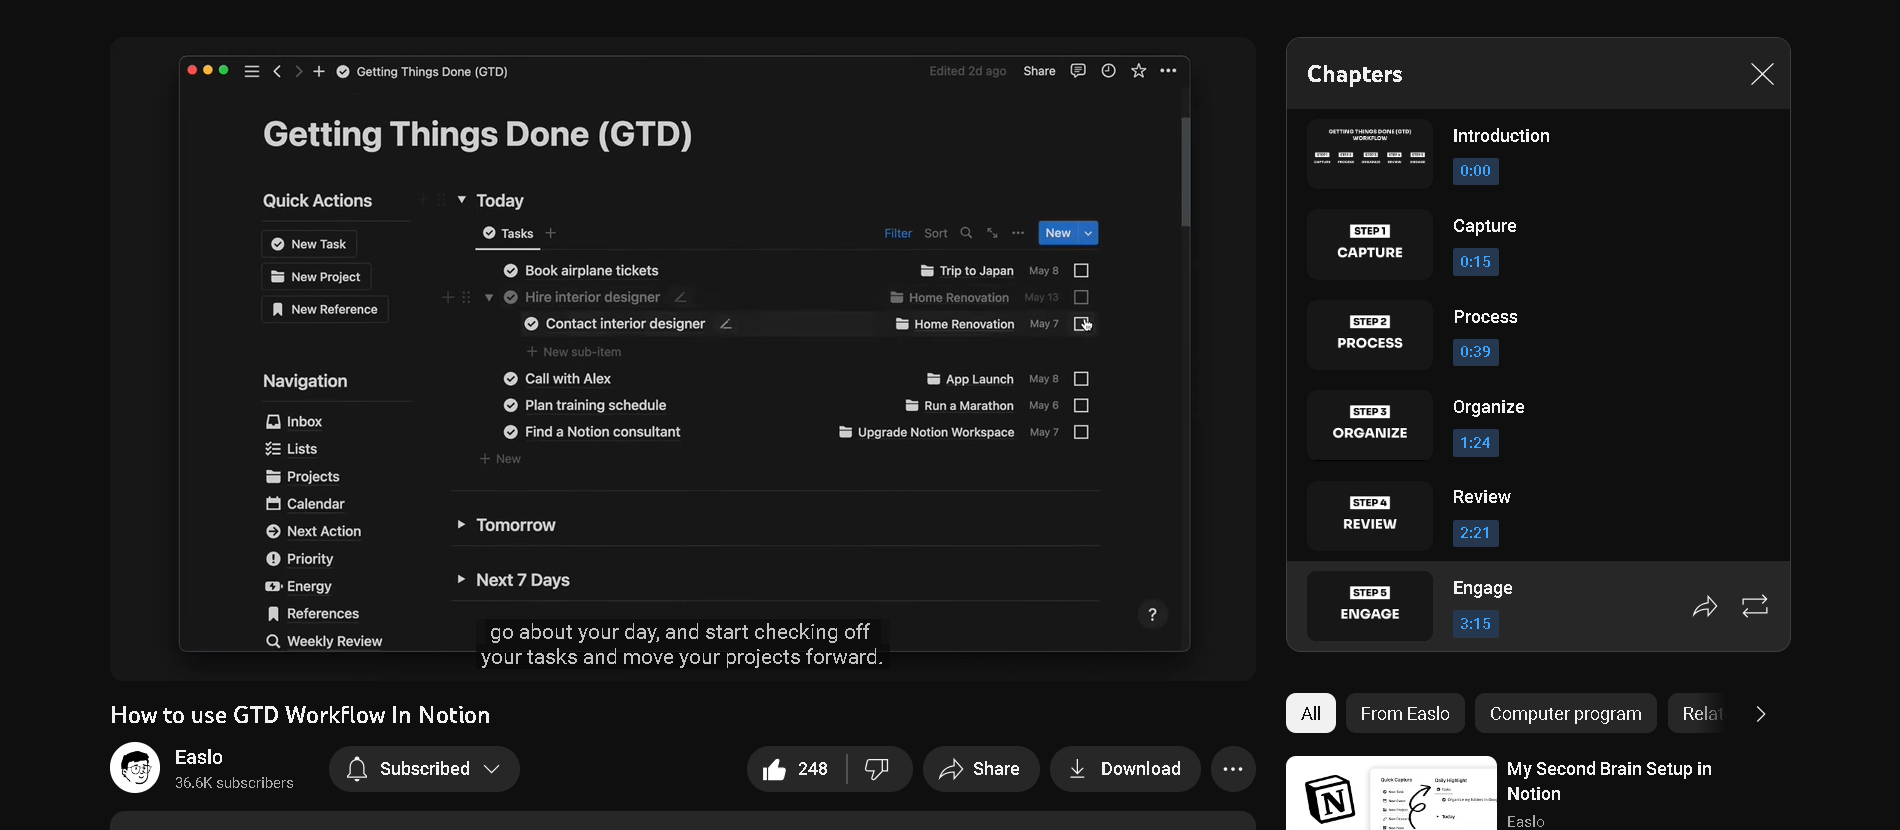 Getting Things Done (GTD)
Edited 2d ago
Share
Getting Things Done (GTD)
Quick Actions
New Task
New Project
New Reference
Navigation
Inbox
Lists
Projects
Calendar
Next Action
Priority
Energy
References
Weekly Review
Today
Tasks
Filter
Sort
New
Book airplane tickets Trip to Japan May 8
Hire interior designer Home Renovation May 13
Contact interior designer Home Renovation May 7
New sub-item
Call with Alex App Launch May 8
Plan training schedule Run a Marathon May 6
Find a Notion consultant Upgrade Notion Workspace May 7
New
Tomorrow
Next 7 Days
?
go about your day, and start checking off
your tasks and move your projects forward.
How to use GTD Workflow In Notion
Easlo
36.6K subscribers
Subscribed
248
Share
Download
Chapters
GETTING THINGS DONE (GTD)
WORKFLOW
Introduction
0:00
STEP 1
CAPTURE
Capture
0:15
STEP 2
PROCESS
Process
0:39
STEP 3
ORGANIZE
Organize
1:24
STEP 4
REVIEW
Review
2:21
STEP 5
ENGAGE
Engage
3:15
All
From Easlo
Computer program
Relat
Quick Capture
Daily Highlight
Today
My Second Brain Setup in
Notion
Easlo